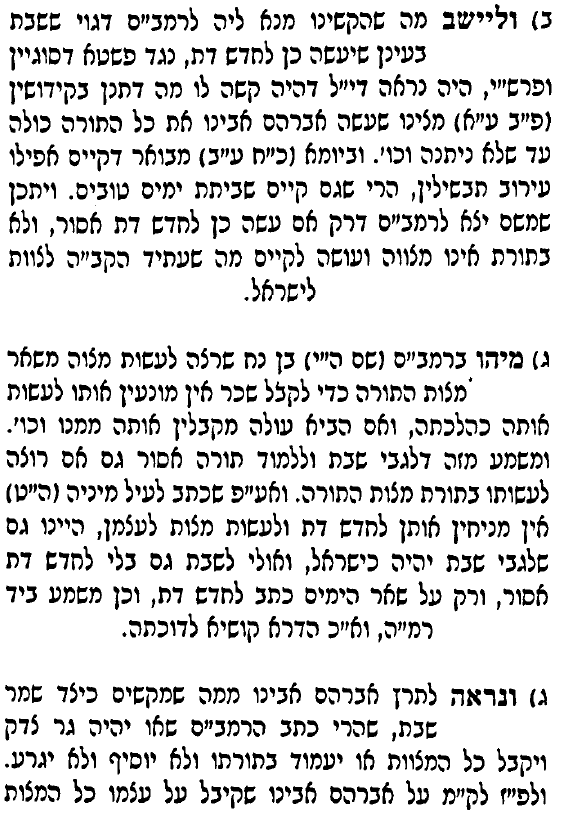 ב) וליישב מה שהקשינו מנא ליה לרמב״ס דגוי ששבת
בעינן שיעשה כן לחדש דת, נגד פשטא דסוגיין
ופרש״י, היה נראה די״ל דהיה קשה לו מה דתנן בקידושין
(פ״ב ע״א) מצינו שעשה אברהם אבינו את כל התורה כולה
עד שלא ניתנה וכו׳. וביומא (כ״ח ע״ב) מבואר דקיים אפילו
עירוב תבשילין, הרי שגם קיים שביתת ימים טובים. ויתכן
שמשם יצא לרמב״ס דרק אם עשה כן לחדש דת אסור, ולא
בתורת אינו מצווה ועושה לקיים מה שעתיד הקב״ה לצוות
לישראל.
ג) מיהו ברמב״ס (שם ה״י) בן נח שרצה לעשות מצוה משאר
מצות התורה כדי לקבל שכר אין מונעין אותו לעשות
אותה כהלכתה, ואם הביא עולה מקבלין אותה ממנו וכו׳.
ומשמע מזה דלגבי שבת וללמוד תורה אסור גם אם רוצה
לעשותו בתורת מצות התורה. ואע״פ שכתב לעיל מיניה (ה״ט)
אין מניחין אותן לחדש דת ולעשות מצות לעצמן, היינו גם
שלגבי שבת יהיה כישראל, ואולי לשבת גם בלי לחדש דת
אסור, ורק על שאר הימים כתב לחדש דת, וכן משמע ביד
רמ״ה, וא״כ הדרא קושיא לדוכתה.
ג) ונראה לתרץ אברהם אבינו ממה שמקשים כיצד שמר
שבת, שהרי כתב הרמב״ס שאו יהיה גר צדק
ויקבל כל המצוות או יעמוד בתורתו ולא יוסיף ולא יגרע.
ולפ״ז לק״מ על אברהם אבינו שקיבל על עצמו כל המצות